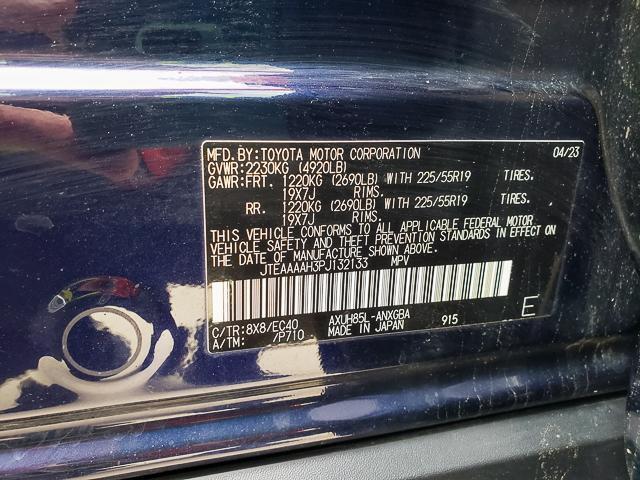 MFD.BY:TOYOTA MOTOR CORPORATION 04/23
GVWR:2230KG (4920LB)
GAWR:FRT. 1220KG (2690LB) WITH 225/55R19 TIRES.
19X7J RIMS.
RR. 1220KG (2690LB) WITH 225/55R19 TIRES.
19X7J RIMS.
THIS VEHICLE CONFORMS TO ALL APPLICABLE FEDERAL MOTOR
VEHICLE SAFETY AND THEFT PREVENTION STANDARDS IN EFFECT ON
THE DATE OF MANUFACTURE SHOWN ABOVE.
JTEAAAAH3PJ132133 MPV
C/TR:8X8/EC40 AXUH85L-ANXGBA 915 E
A/TM: /P710 MADE IN JAPAN